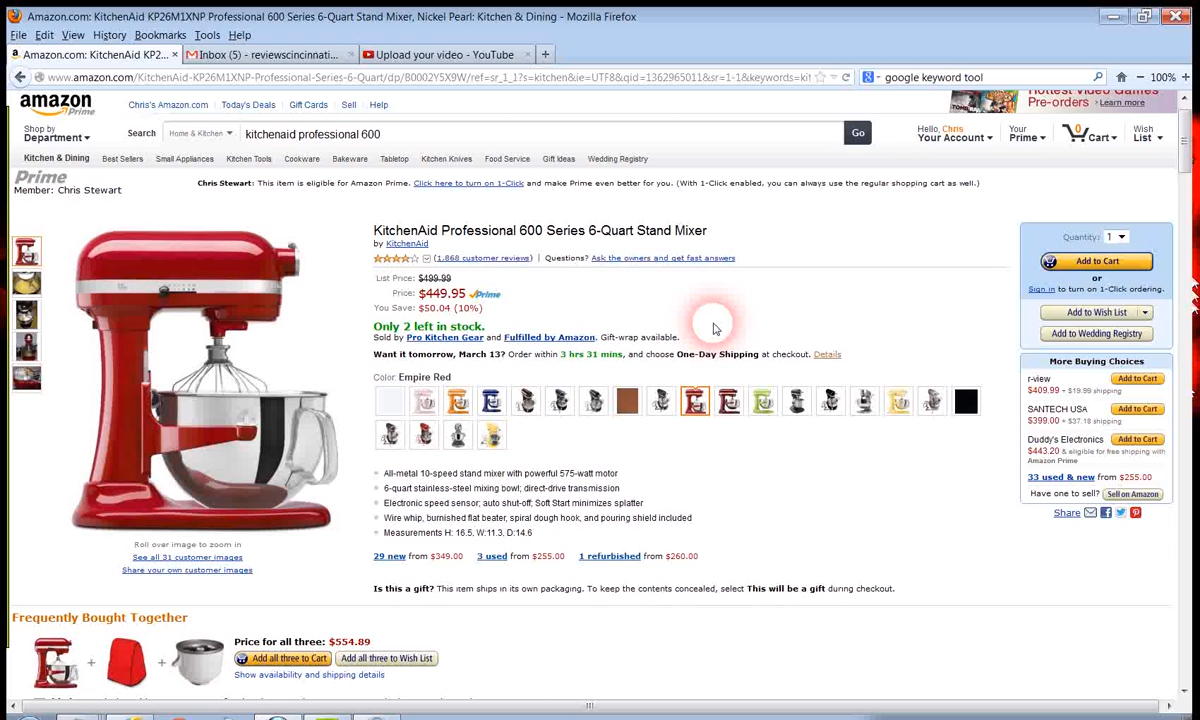 Amazon.com: KitchenAid KP26M1XNP Professional 600 Series 6-Quart Stand Mixer, Nickel Pearl: Kitchen & Dining - Mozilla Firefox
File Edit View History Bookmarks Tools Help
Amazon.com: KitchenAid KP2... × Inbox (5) - reviewscincinnati... × Upload your video - YouTube × +
www.amazon.com/KitchenAid-KP26M1XNP-Professional-Series-6-Quart/dp/B0002Y5X9W/ref=sr_1_1?s=kitchen&ie=UTF8&qid=1362965011&sr=1-1&keywords=kit google keyword tool 100%
amazon Prime
Chris's Amazon.com Today's Deals Gift Cards Sell Help
Hottest Video Games
Pre-orders › Learn more
Shop by
Department
Search Home & Kitchen kitchenaid professional 600 Go
Hello, Chris
Your Account
Your
Prime
0
Cart
Wish
List
Kitchen & Dining Best Sellers Small Appliances Kitchen Tools Cookware Bakeware Tabletop Kitchen Knives Food Service Gift Ideas Wedding Registry
Prime
Member: Chris Stewart
Chris Stewart: This item is eligible for Amazon Prime. Click here to turn on 1-Click and make Prime even better for you. (With 1-Click enabled, you can always use the regular shopping cart as well.)
KitchenAid Professional 600 Series 6-Quart Stand Mixer
by KitchenAid
(1,868 customer reviews) | Questions? Ask the owners and get fast answers
List Price: $499.99
Price: $449.95 Prime
You Save: $50.04 (10%)
Only 2 left in stock.
Sold by Pro Kitchen Gear and Fulfilled by Amazon. Gift-wrap available.
Want it tomorrow, March 13? Order within 3 hrs 31 mins, and choose One-Day Shipping at checkout. Details
Color: Empire Red
All-metal 10-speed stand mixer with powerful 575-watt motor
6-quart stainless-steel mixing bowl; direct-drive transmission
Electronic speed sensor; auto shut-off; Soft Start minimizes splatter
Wire whip, burnished flat beater, spiral dough hook, and pouring shield included
Measurements H: 16.5, W:11.3, D:14.6
29 new from $349.00 3 used from $255.00 1 refurbished from $260.00
Is this a gift? This item ships in its own packaging. To keep the contents concealed, select This will be a gift during checkout.
Roll over image to zoom in
See all 31 customer images
Share your own customer images
Quantity: 1
Add to Cart
or
Sign in to turn on 1-Click ordering.
Add to Wish List
Add to Wedding Registry
More Buying Choices
r-view Add to Cart
$409.99 + $19.99 shipping
SANTECH USA Add to Cart
$399.00 + $37.18 shipping
Duddy's Electronics Add to Cart
$443.20 & eligible for free shipping with
Amazon Prime
33 used & new from $255.00
Have one to sell? Sell on Amazon
Share
Frequently Bought Together
Price for all three: $554.89
Add all three to Cart Add all three to Wish List
Show availability and shipping details